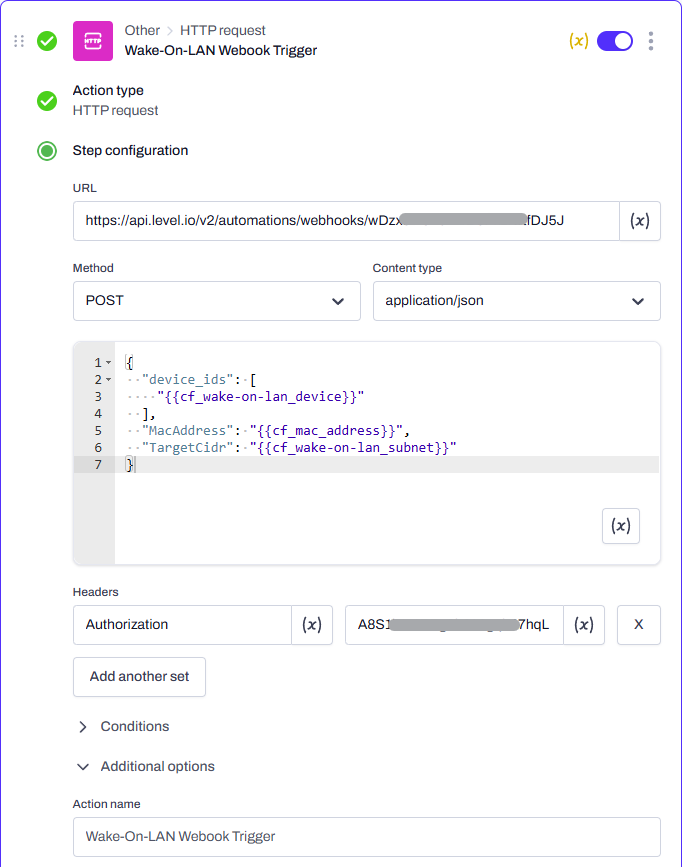 Other > HTTP request
HTTP
Wake-On-LAN Webook Trigger
(x)
Action type
HTTP request
Step configuration
URL
https://api.level.io/v2/automations/webhooks/wDzx fDJ5J
(x)
Method
Content type
POST
application/json
1 {
2 "device_ids": [
3 "{{cf_wake-on-lan_device}}"
4 ],
5 "MacAddress": "{{cf_mac_address}}",
6 "TargetCidr": "{{cf_wake-on-lan_subnet}}"
7 }
(x)
Headers
Authorization (x) A8S1 7hqL (x) X
Add another set
Conditions
Additional options
Action name
Wake-On-LAN Webook Trigger